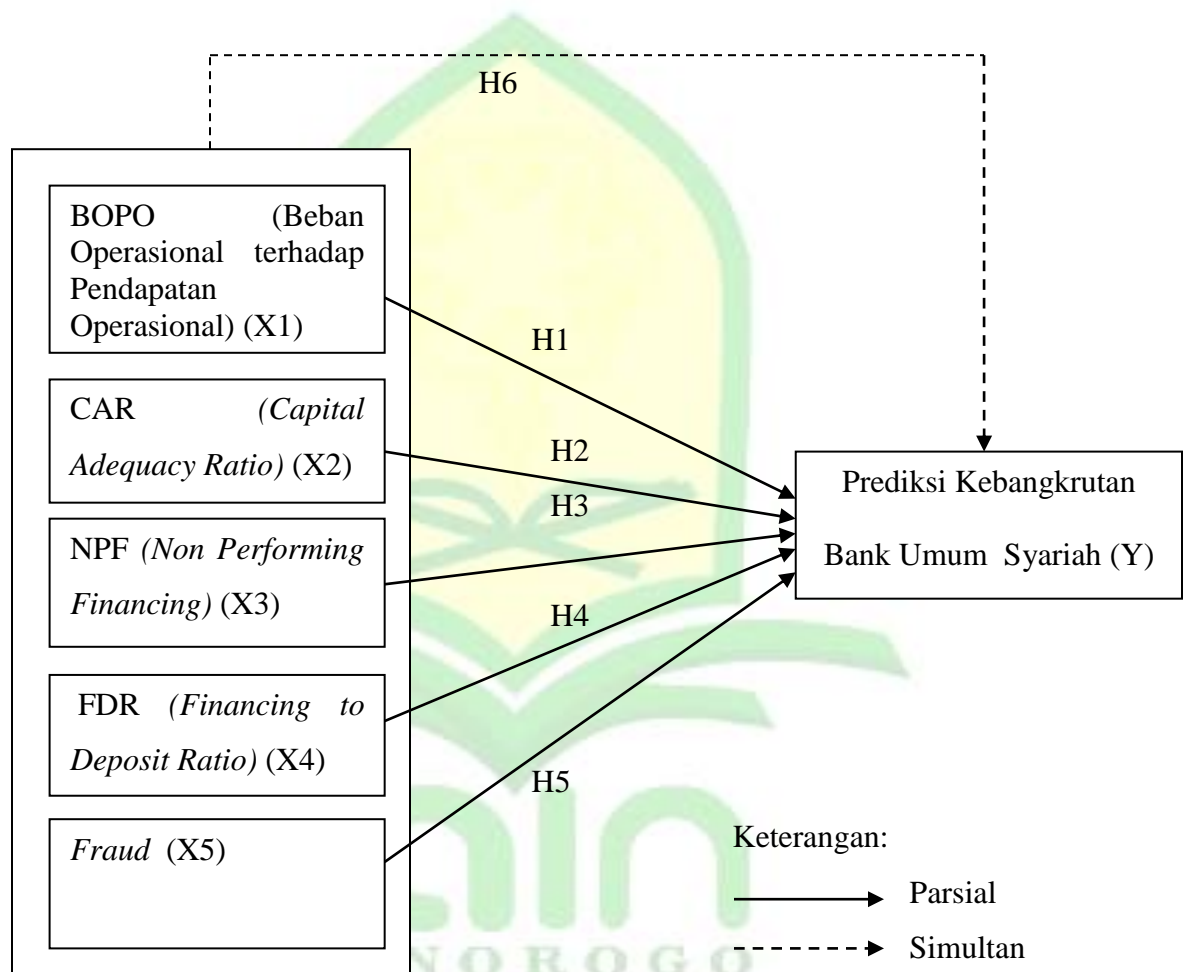 H6
BOPO (Beban
Operasional terhadap
Pendapatan
Operasional) (X1)
H1
CAR (Capital
Adequacy Ratio) (X2)
H2
H3
Prediksi Kebangkrutan
Bank Umum Syariah (Y)
NPF (Non Performing
Financing) (X3)
H4
FDR (Financing to
Deposit Ratio) (X4)
H5
Fraud (X5)
Keterangan:
Parsial
Simultan
NOROGO